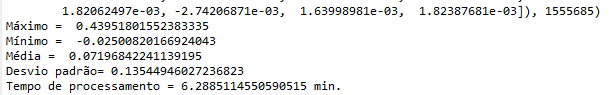 1.82062497e-03, -2.74206871e-03, 1.63998981e-03, 1.82387681e-03]), 1555685)
Máximo = 0.43951801552383335
Mínimo = -0.02500820166924043
Média = 0.07196842241139195
Desvio padrão= 0.13544946027236823
Tempo de processamento = 6.2885114550590515 min.